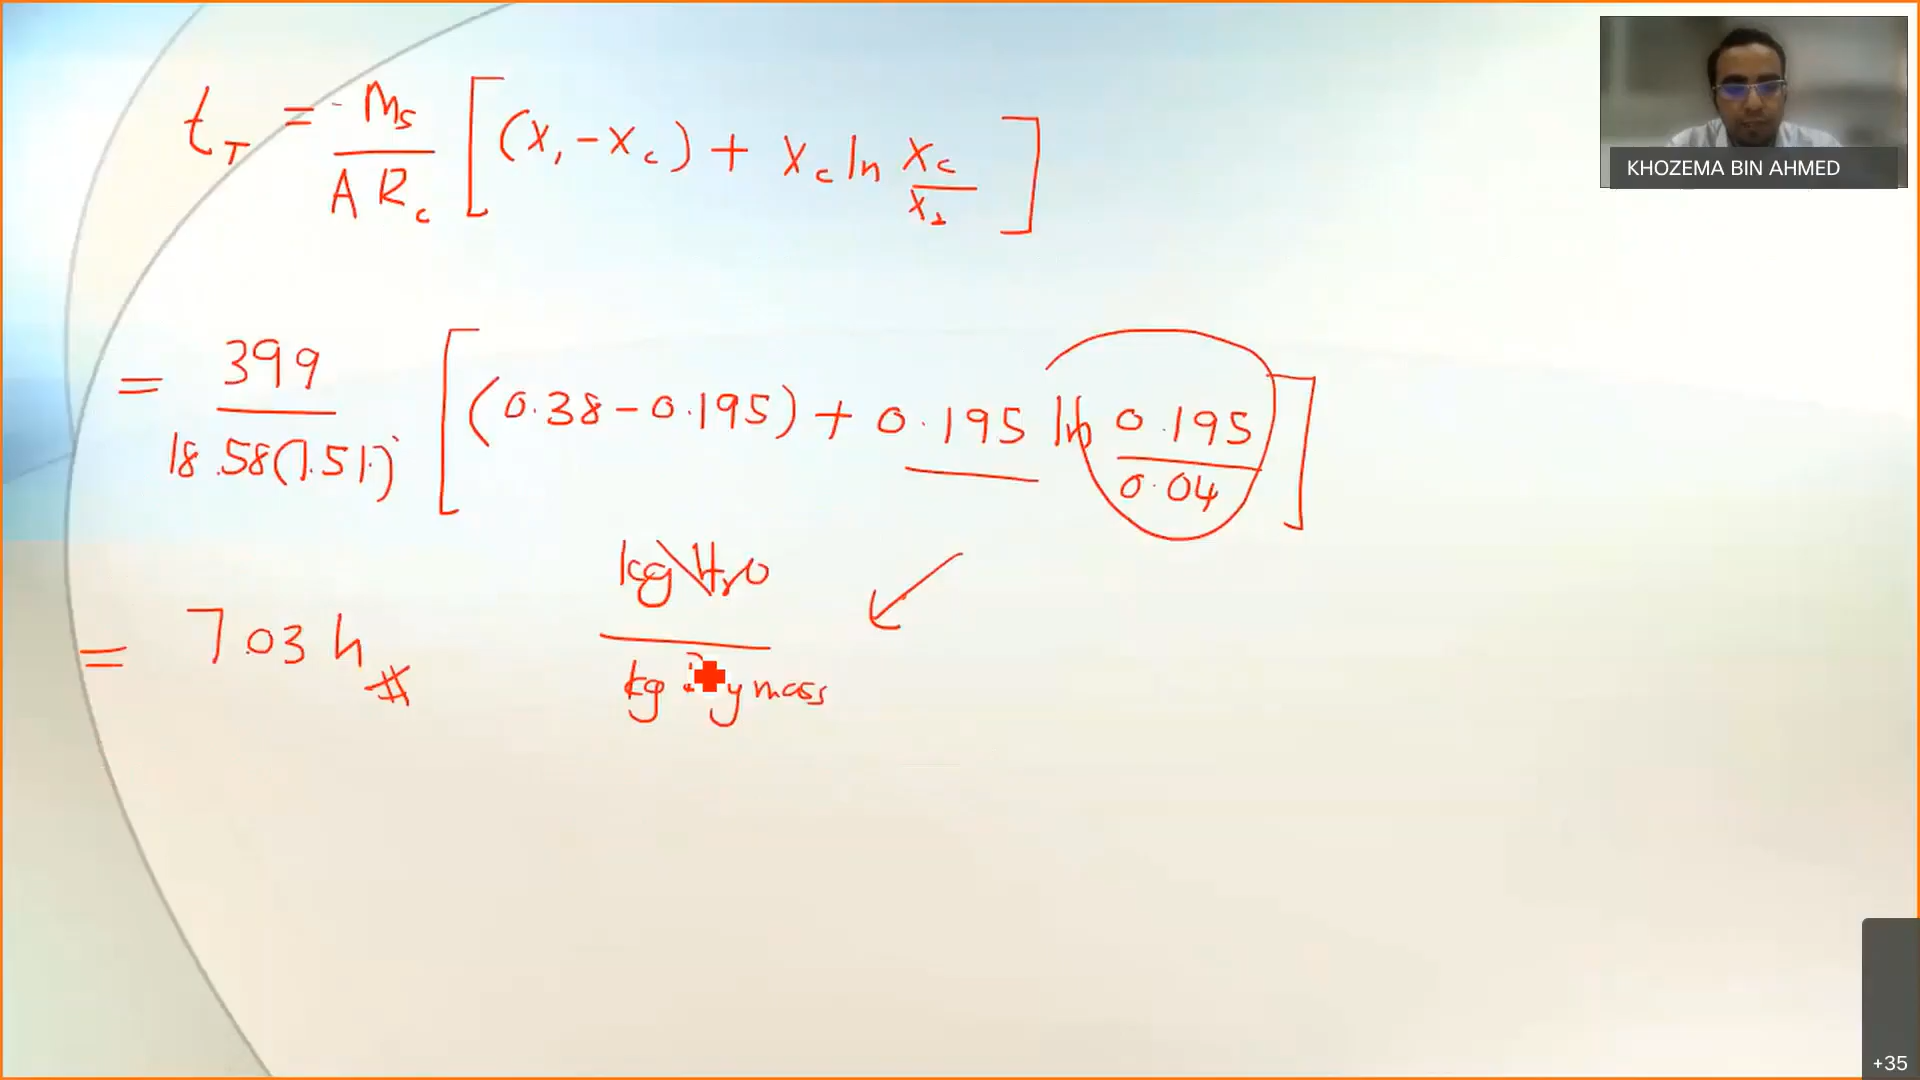 t_T = - M_s / (A R_c) [ (X_1 - X_c) + X_c ln X_c / X_2 ]
= 399 / 18.58(1.51) [ (0.38 - 0.195) + 0.195 ln 0.195 / 0.04 ]
= 7.03 h #
kg H_2O / kg dry mass
KHOZEMA BIN AHMED
+35